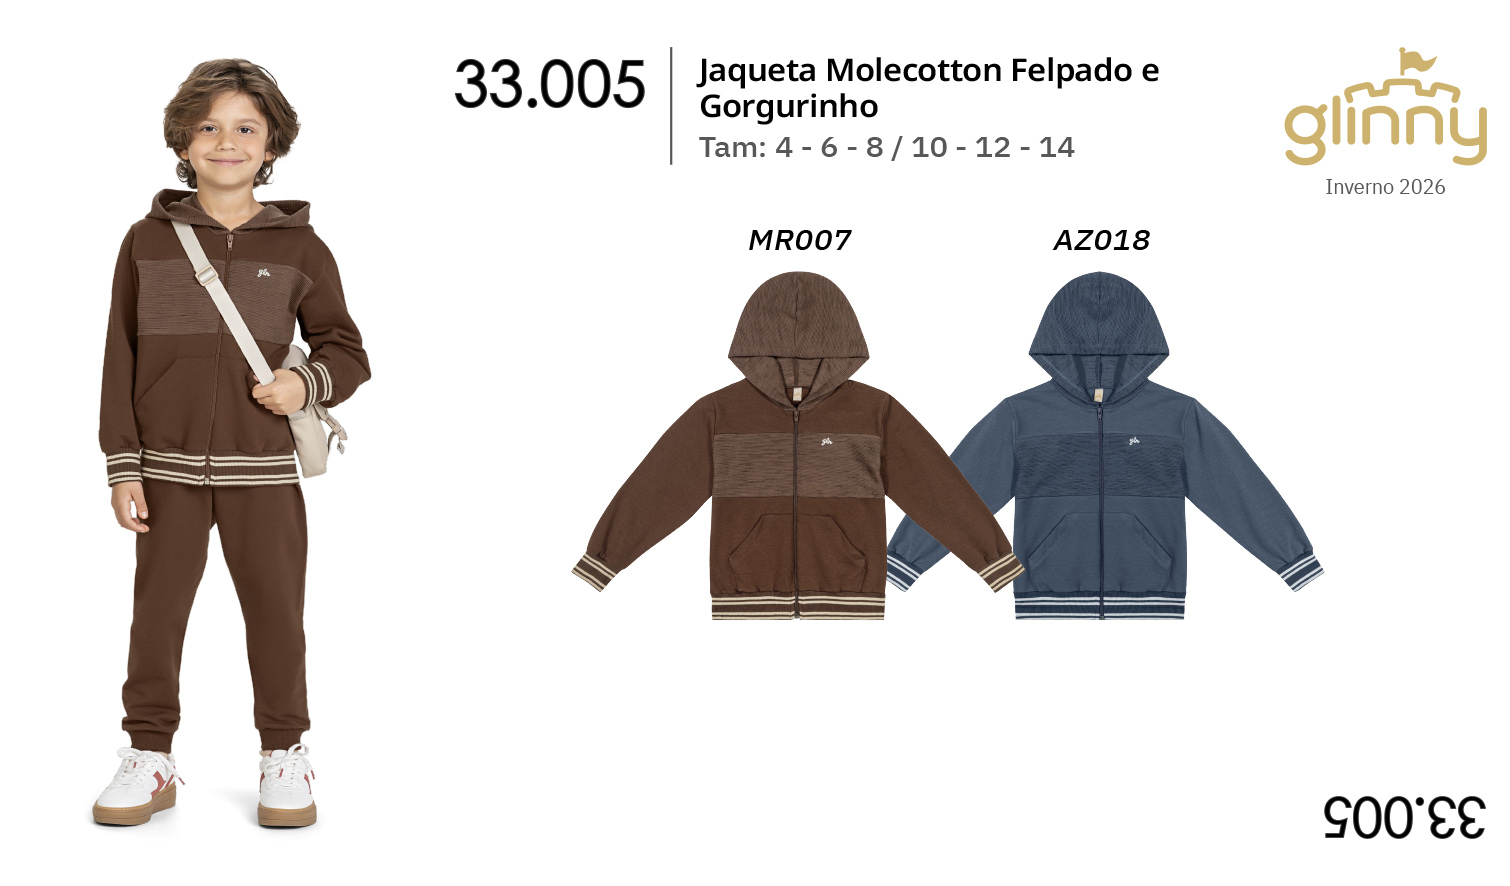 33.005
Jaqueta Molecotton Felpado e
Gorgurinho
Tam: 4 - 6 - 8 / 10 - 12 - 14
glinny
Inverno 2026
MR007
AZ018
33.005